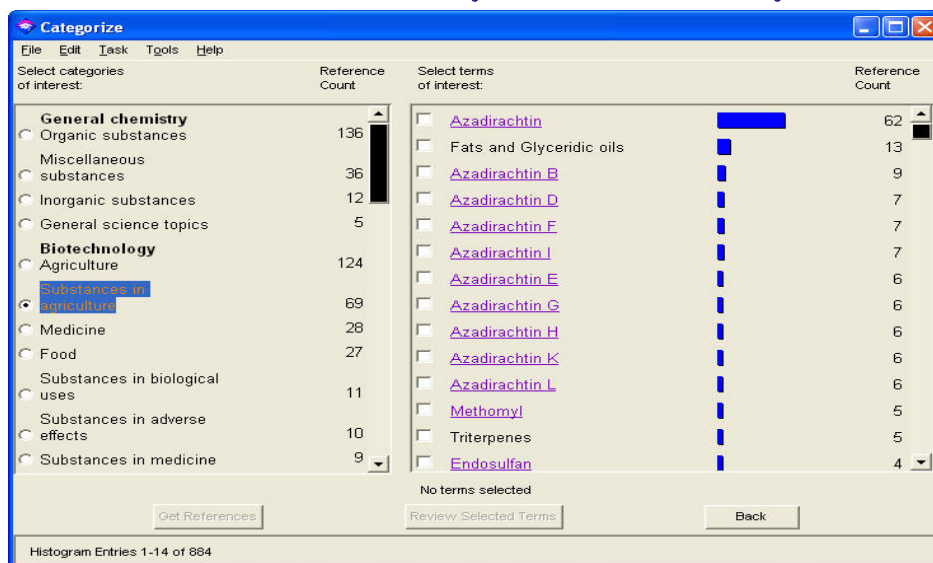 Categorize
File Edit Task Tools Help
Select categories
of interest:
Reference
Count
General chemistry
Organic substances 136
Miscellaneous
substances 36
Inorganic substances 12
General science topics 5
Biotechnology
Agriculture 124
Substances in
agriculture 69
Medicine 28
Food 27
Substances in biological
uses 11
Substances in adverse
effects 10
Substances in medicine 9
Select terms
of interest:
Reference
Count
Azadirachtin 62
Fats and Glyceridic oils 13
Azadirachtin B 9
Azadirachtin D 7
Azadirachtin F 7
Azadirachtin I 7
Azadirachtin E 6
Azadirachtin G 6
Azadirachtin H 6
Azadirachtin K 6
Azadirachtin L 6
Methomyl 5
Triterpenes 5
Endosulfan 4
No terms selected
Get References Review Selected Terms Back
Histogram Entries 1-14 of 884